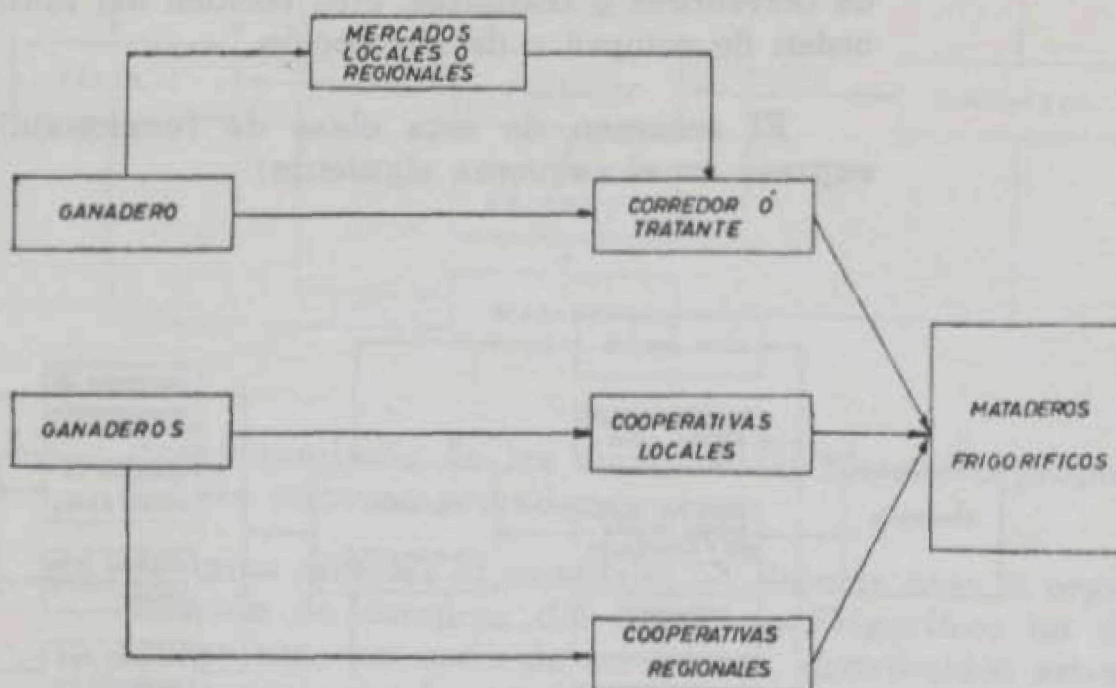 MERCADOS
LOCALES O
REGIONALES
GANADERO
CORREDOR Ó
TRATANTE
GANADEROS
COOPERATIVAS
LOCALES
MATADEROS
FRIGORIFICOS
COOPERATIVAS
REGIONALES